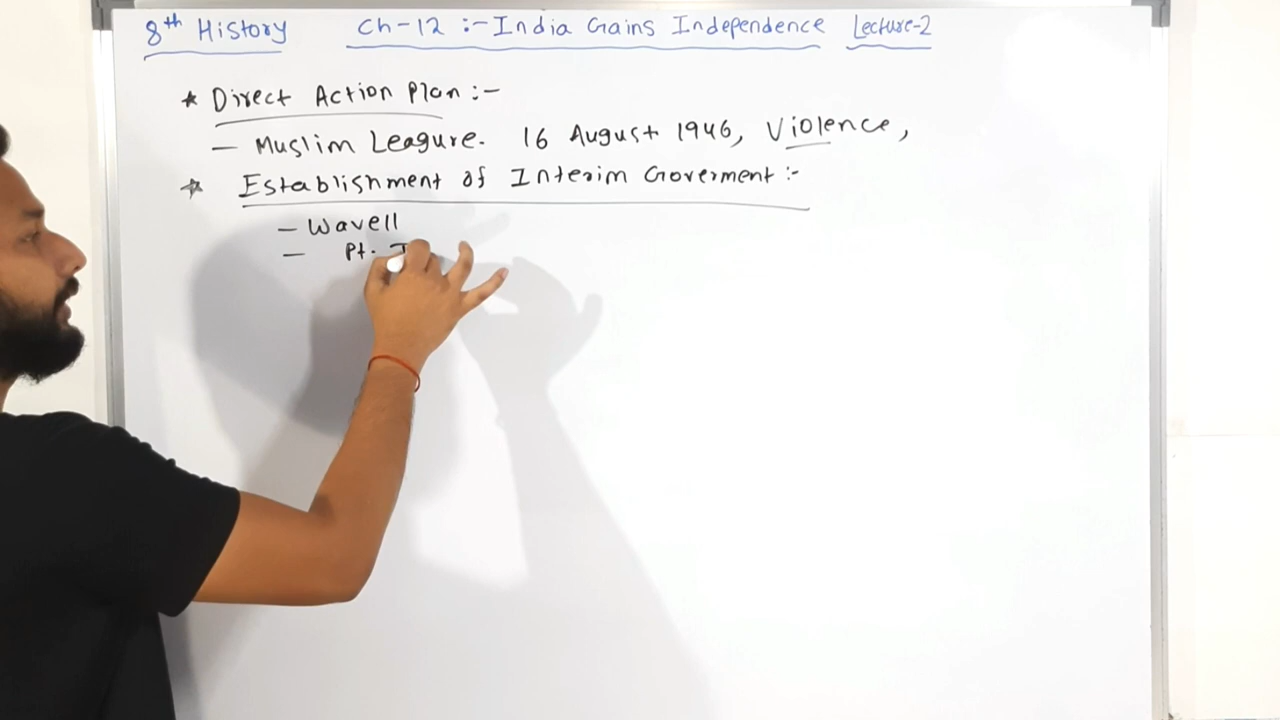 8th History Ch-12 :- India Gains Independence Lecture-2
* Direct Action Plan :-
- Muslim Leagure. 16 August 1946, Violence,
* Establishment of Interim Goverment :-
- Wavell
- Pt. J